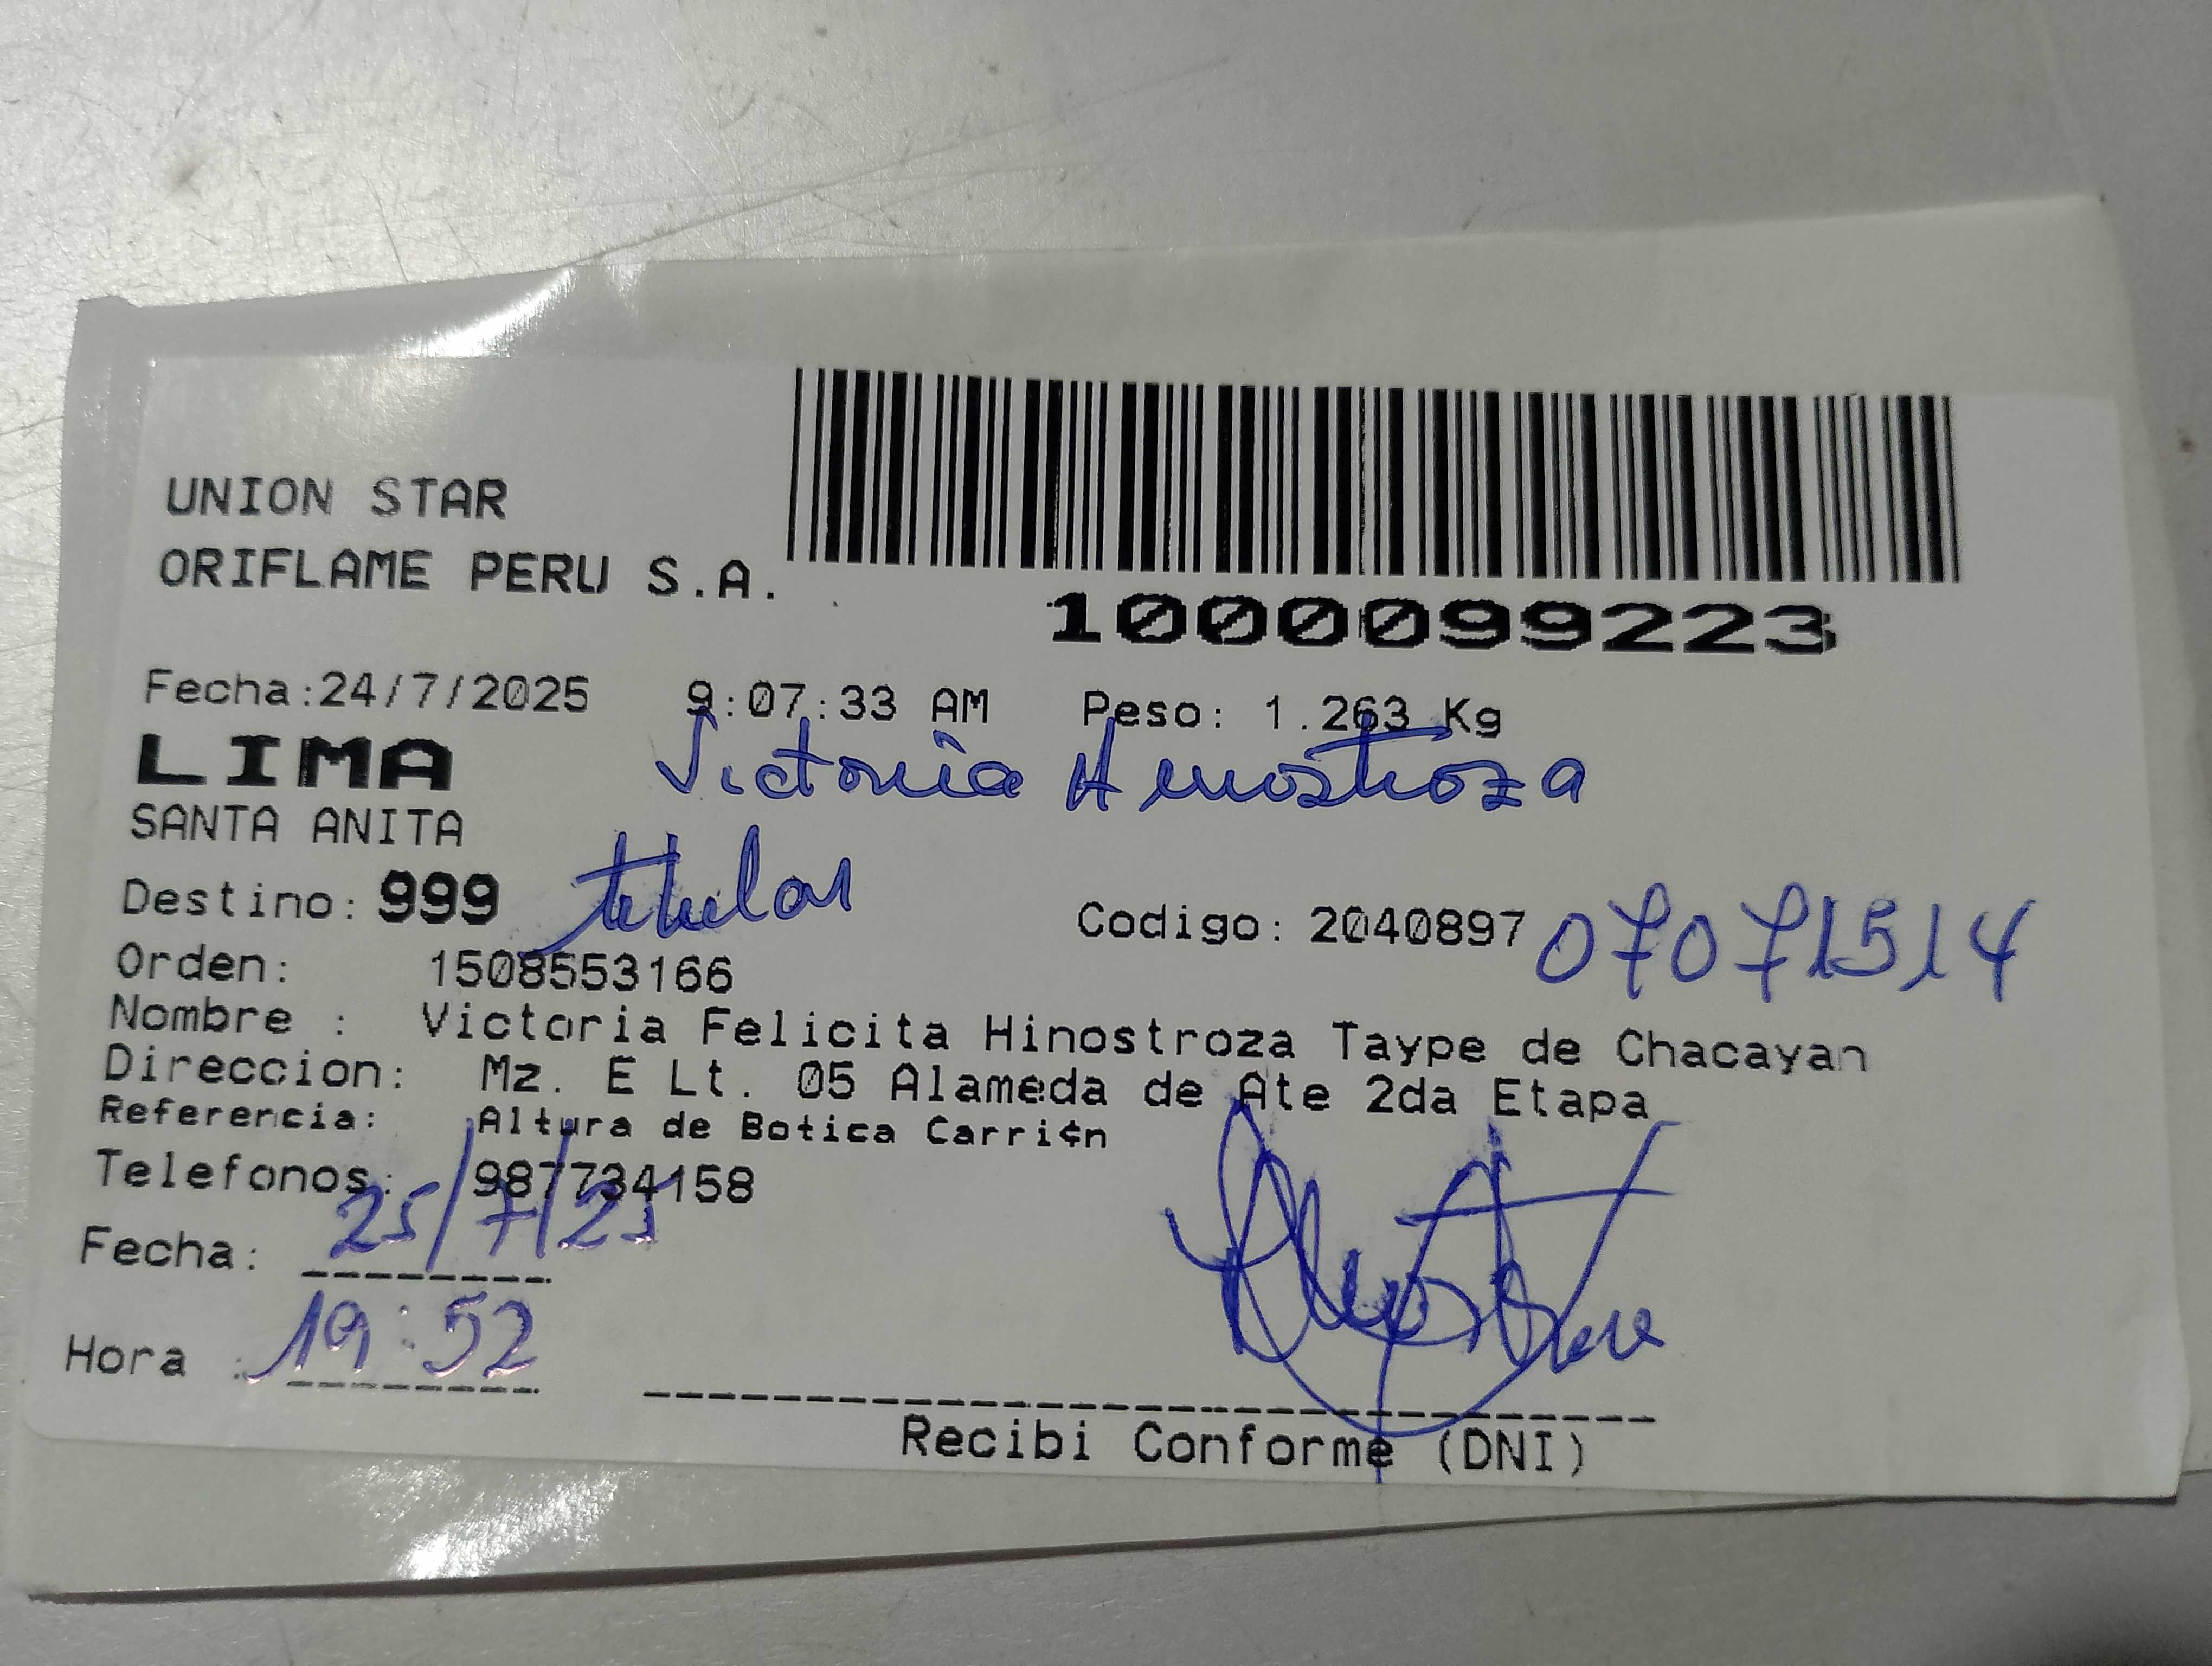 UNION STAR
ORIFLAME PERU S.A.
1000099223
Fecha:24/7/2025 9:07:33 AM Peso: 1.263 Kg
LIMA Victoria Hinostroza
SANTA ANITA
Destino: 999 titular
Codigo: 2040897 07071514
Orden: 1508553166
Nombre : Victoria Felicita Hinostroza Taype de Chacayan
Direccion: Mz. E Lt. 05 Alameda de Ate 2da Etapa
Referencia: Altura de Botica Carri¢n
Telefonos: 987734158
Fecha: 25/7/25
Hora : 19:52
Recibi Conforme (DNI)